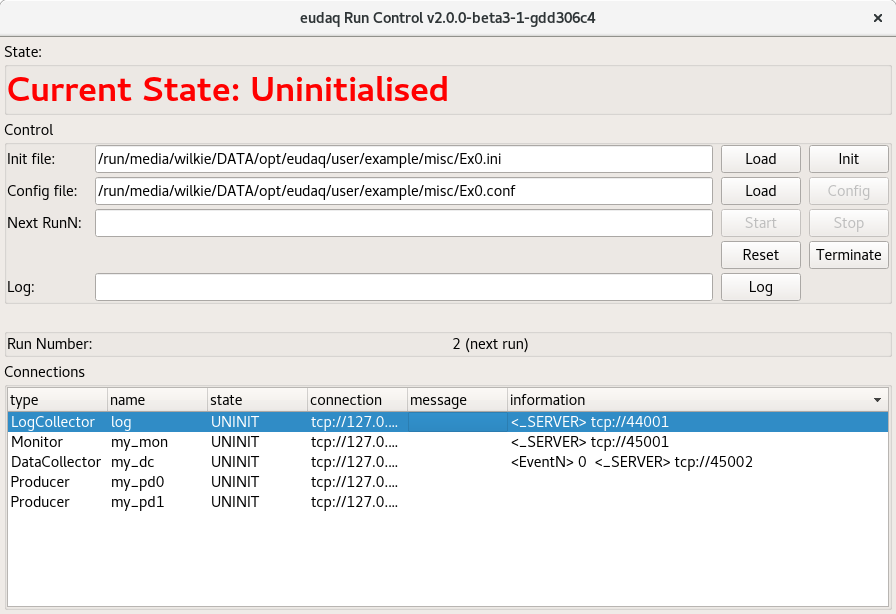 eudaq Run Control v2.0.0-beta3-1-gdd306c4
State:
Current State: Uninitialised
Control
Init file: /run/media/wilkie/DATA/opt/eudaq/user/example/misc/Ex0.ini Load Init
Config file: /run/media/wilkie/DATA/opt/eudaq/user/example/misc/Ex0.conf Load Config
Next RunN: Start Stop
Reset Terminate
Log: Log
Run Number: 2 (next run)
Connections
type name state connection message information
LogCollector log UNINIT tcp://127.0.... <_SERVER> tcp://44001
Monitor my_mon UNINIT tcp://127.0.... <_SERVER> tcp://45001
DataCollector my_dc UNINIT tcp://127.0.... <EventN> 0 <_SERVER> tcp://45002
Producer my_pd0 UNINIT tcp://127.0....
Producer my_pd1 UNINIT tcp://127.0....